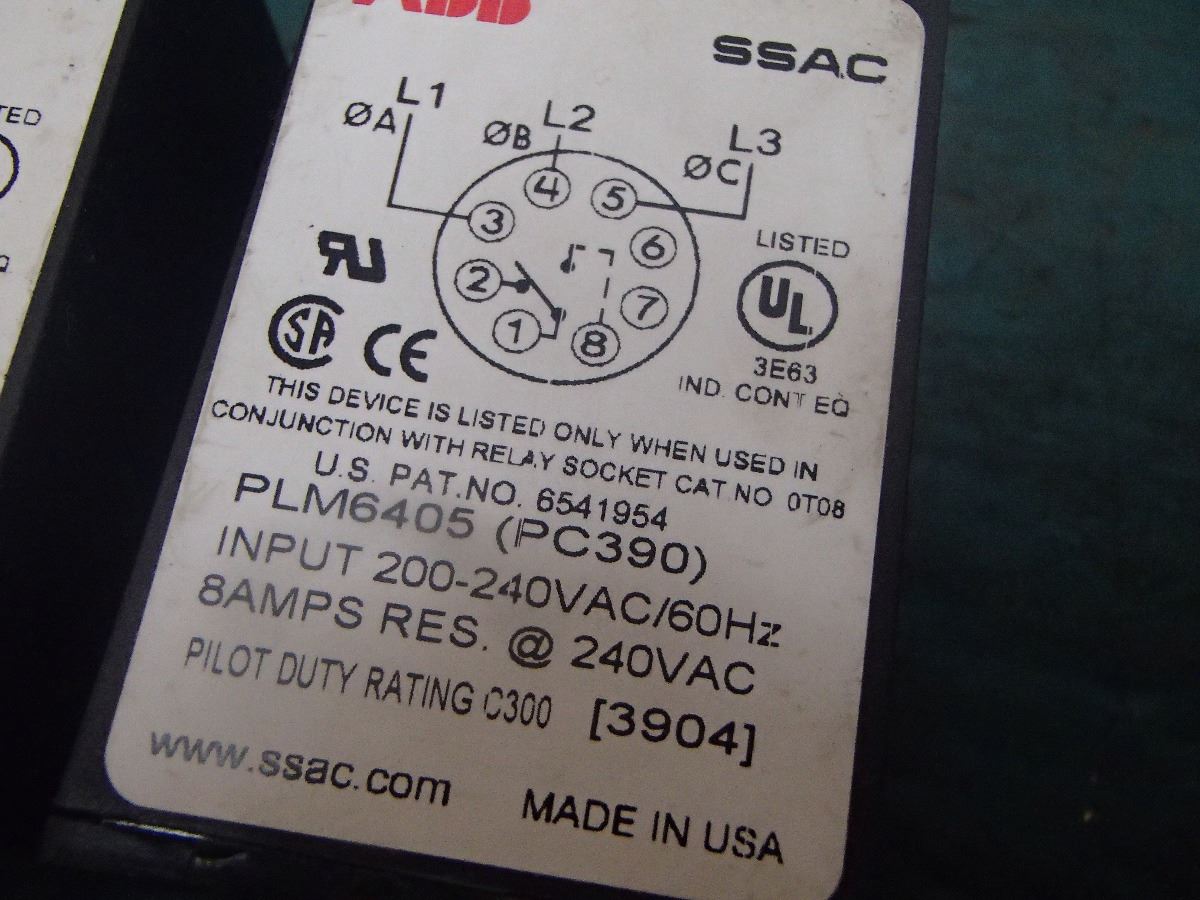 ABB
SSAC
L1
ØA
L2
ØB
L3
ØC
4
5
3
6
2
7
1
8
LISTED
UL
3E63
IND. CONT EQ
RU
SA
CE
THIS DEVICE IS LISTED ONLY WHEN USED IN
CONJUNCTION WITH RELAY SOCKET CAT NO 0T08
U.S. PAT.NO. 6541954
PLM6405 (PC390)
INPUT 200-240VAC/60Hz
8AMPS RES. @ 240VAC
PILOT DUTY RATING C300 [3904]
www.ssac.com
MADE IN USA